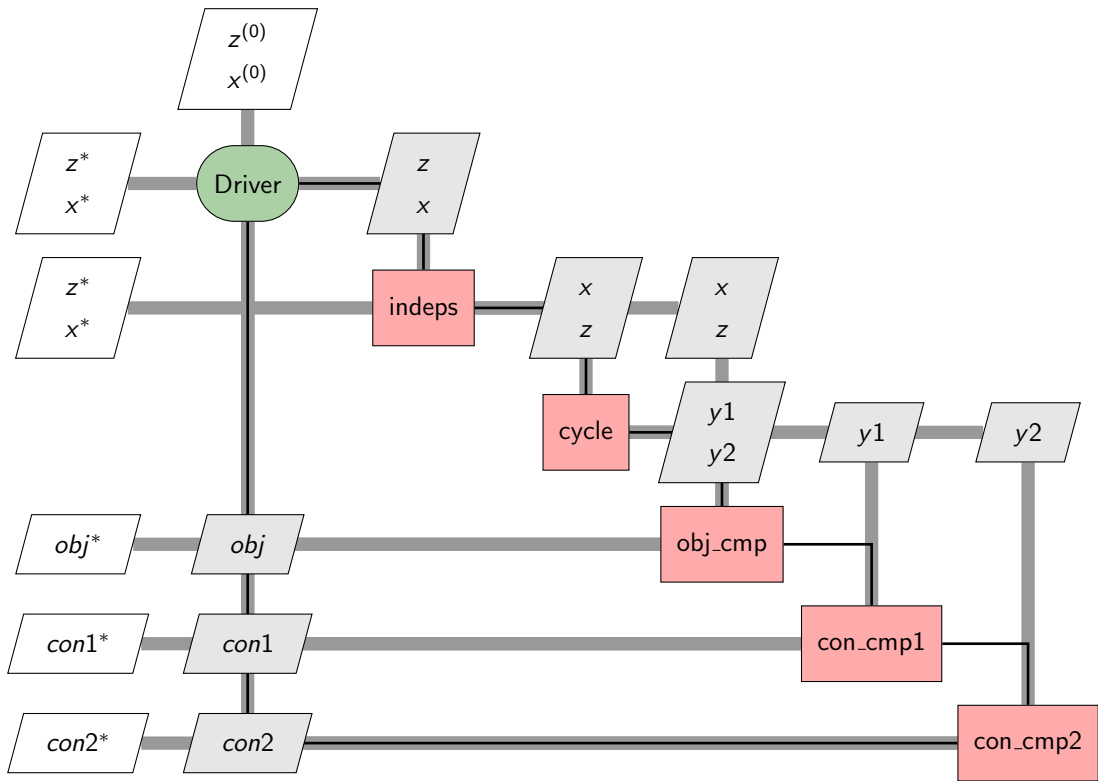 z(0)
x(0)
z*
x*
Driver
z
x
z*
x*
indeps
x
z
x
z
cycle
y1
y2
y1
y2
obj*
obj
obj_cmp
con1*
con1
con_cmp1
con2*
con2
con_cmp2